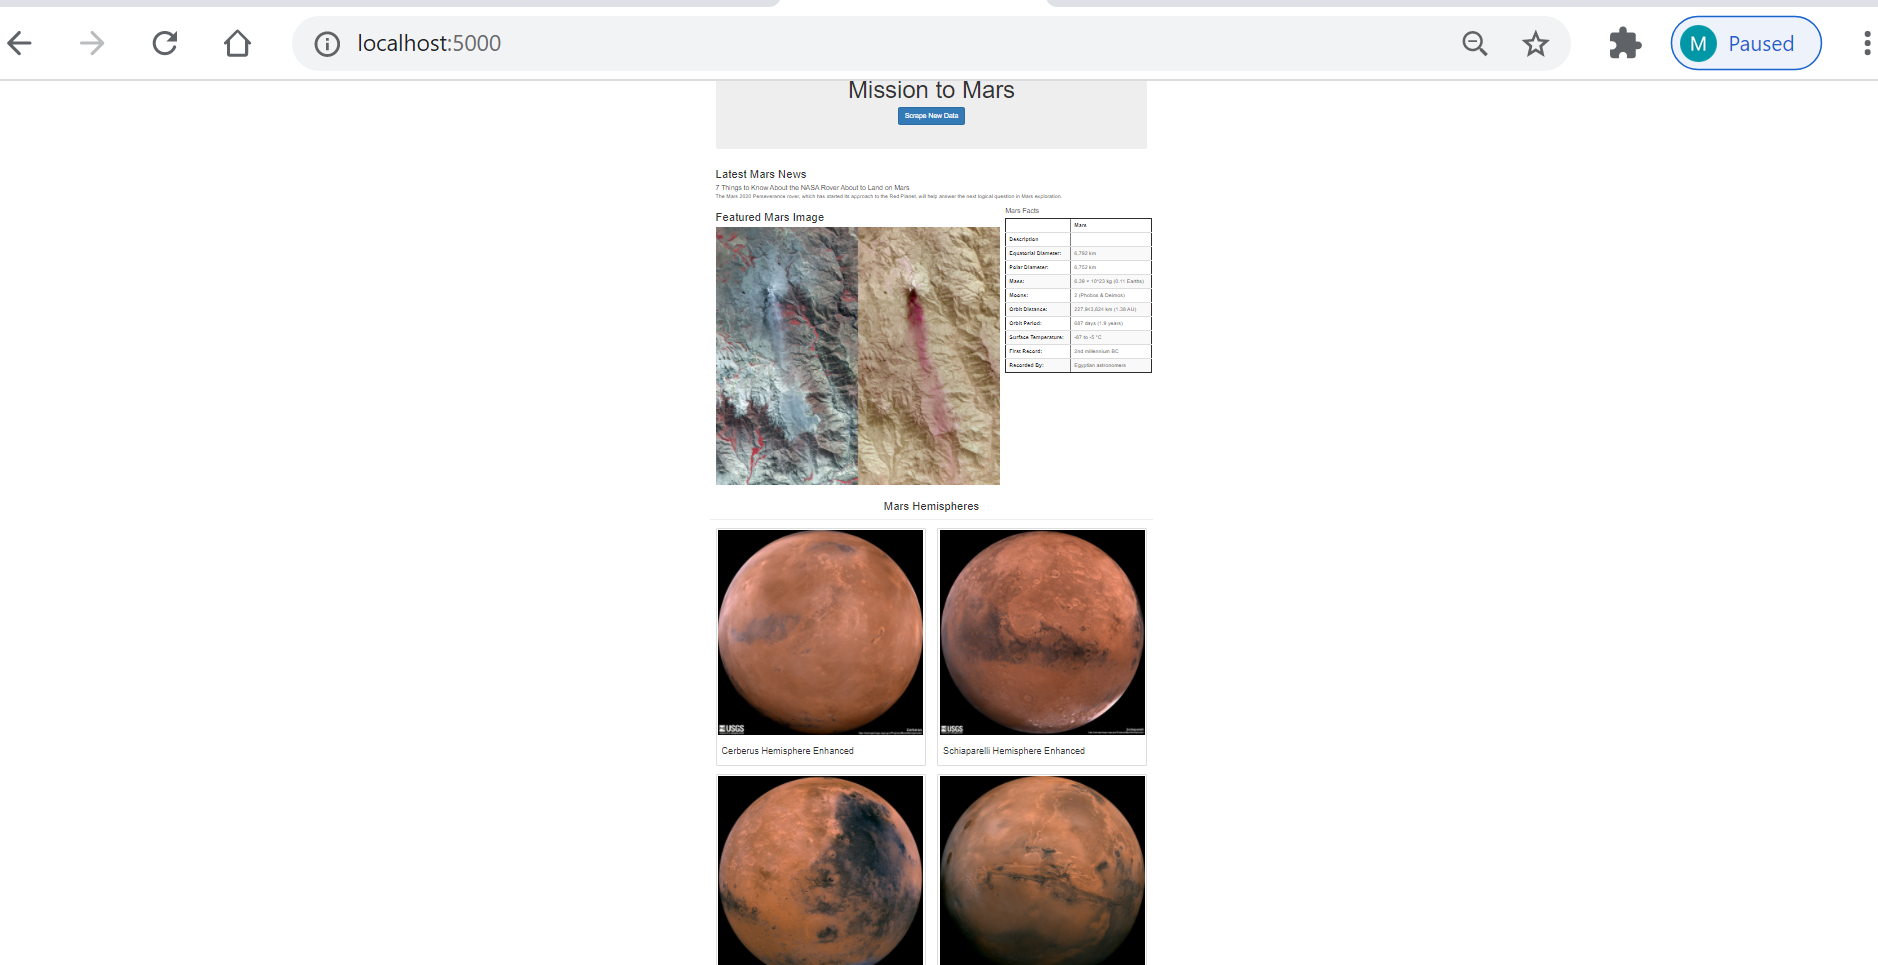 localhost:5000
M Paused
Mission to Mars
Scrape New Data
Latest Mars News
7 Things to Know About the NASA Rover About to Land on Mars
The Mars 2020 Perseverance rover, which has started its approach to the Red Planet, will help answer the next logical question in Mars exploration.
Featured Mars Image
Mars Facts
Mars
Description
Equatorial Diameter: 6,792 km
Polar Diameter: 6,752 km
Mass: 6.39 × 10^23 kg (0.11 Earths)
Moons: 2 (Phobos & Deimos)
Orbit Distance: 227,943,824 km (1.38 AU)
Orbit Period: 687 days (1.9 years)
Surface Temperature: -87 to -5 °C
First Record: 2nd millennium BC
Recorded By: Egyptian astronomers
Mars Hemispheres
USGS
USGS
Cerberus Hemisphere Enhanced
Schiaparelli Hemisphere Enhanced